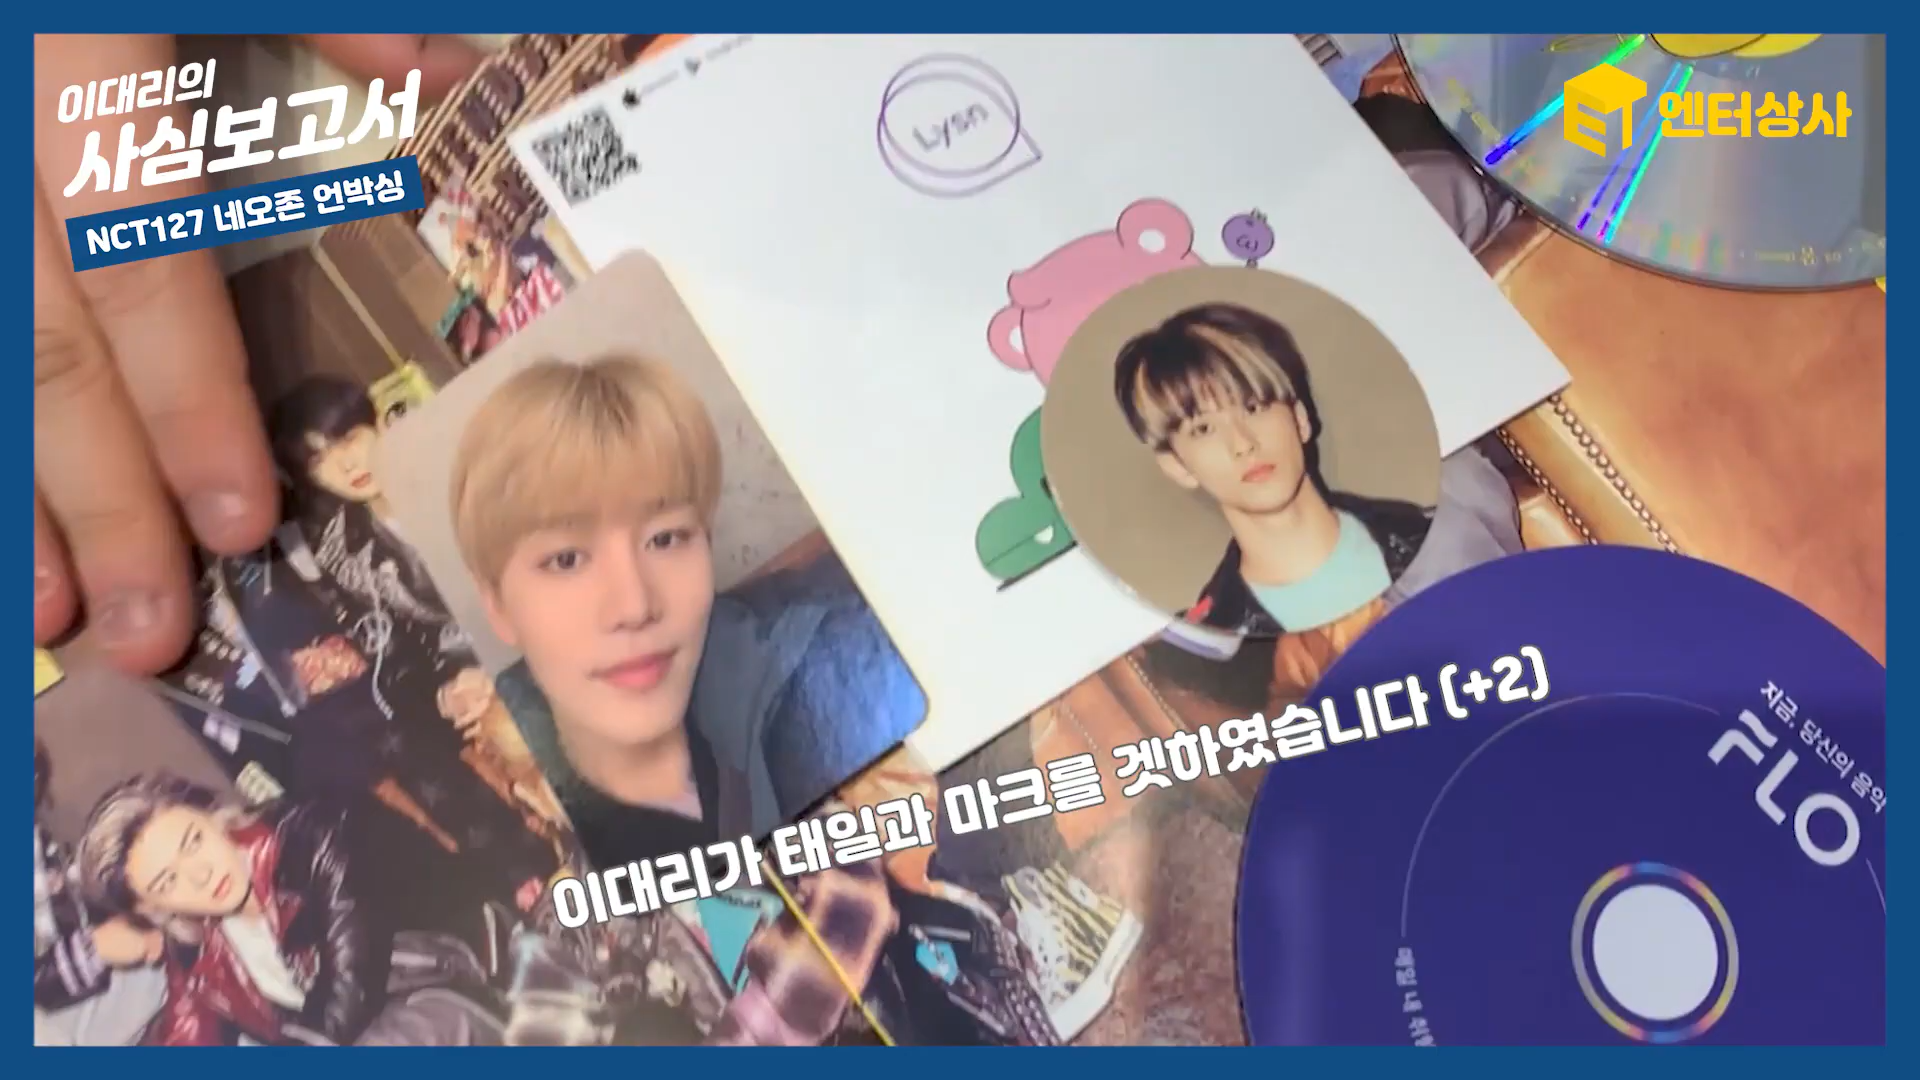 이대리의
사심보고서
NCT127 네오존 언박싱
ET 엔터상사
Lysn
이대리가 태일과 마크를 겟하였습니다 (+2)
지금, 당신의 음악
FLO